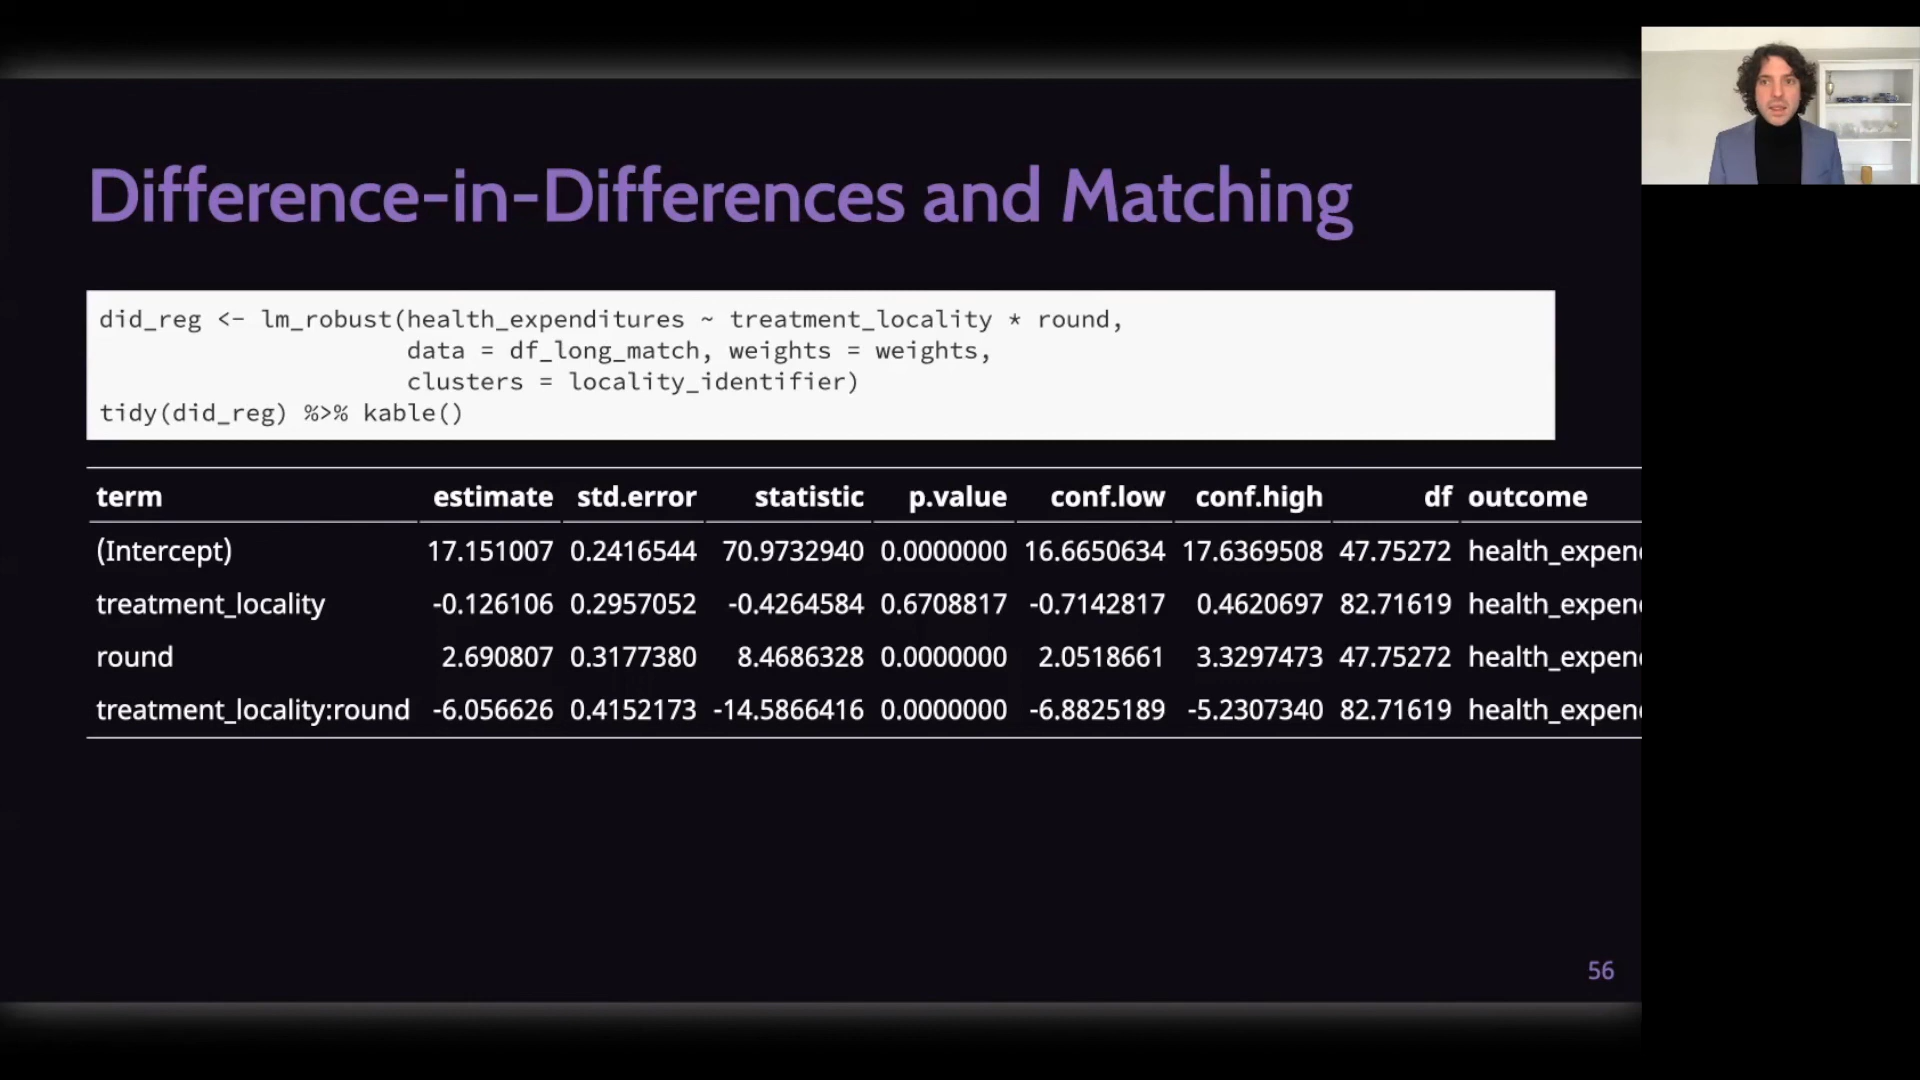 Difference-in-Differences and Matching
did_reg <- lm_robust(health_expenditures ~ treatment_locality * round,
data = df_long_match, weights = weights,
clusters = locality_identifier)
tidy(did_reg) %>% kable()
term estimate std.error statistic p.value conf.low conf.high df outcome
(Intercept) 17.151007 0.2416544 70.9732940 0.0000000 16.6650634 17.6369508 47.75272 health_expen
treatment_locality -0.126106 0.2957052 -0.4264584 0.6708817 -0.7142817 0.4620697 82.71619 health_expen
round 2.690807 0.3177380 8.4686328 0.0000000 2.0518661 3.3297473 47.75272 health_expen
treatment_locality:round -6.056626 0.4152173 -14.5866416 0.0000000 -6.8825189 -5.2307340 82.71619 health_expen
56